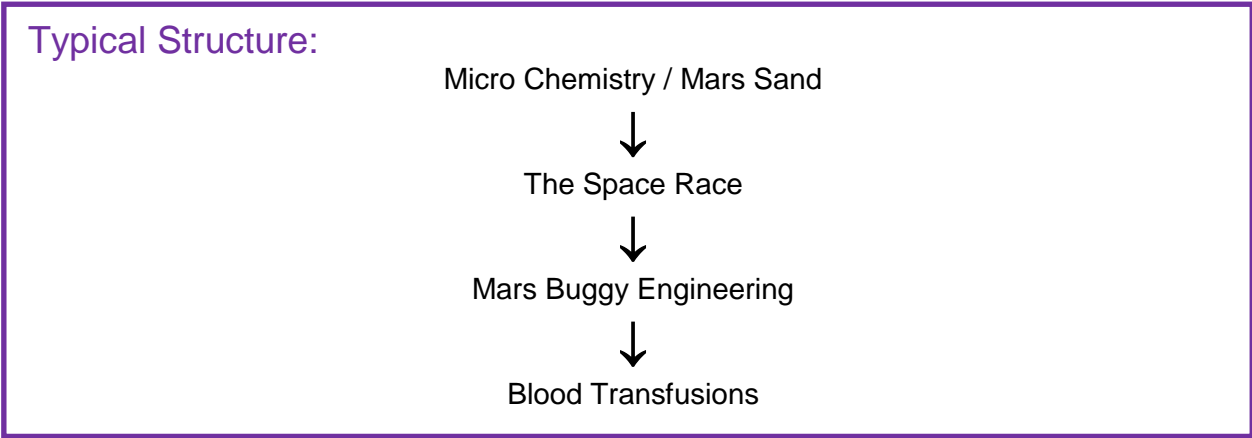 Typical Structure:
Micro Chemistry / Mars Sand
The Space Race
Mars Buggy Engineering
Blood Transfusions